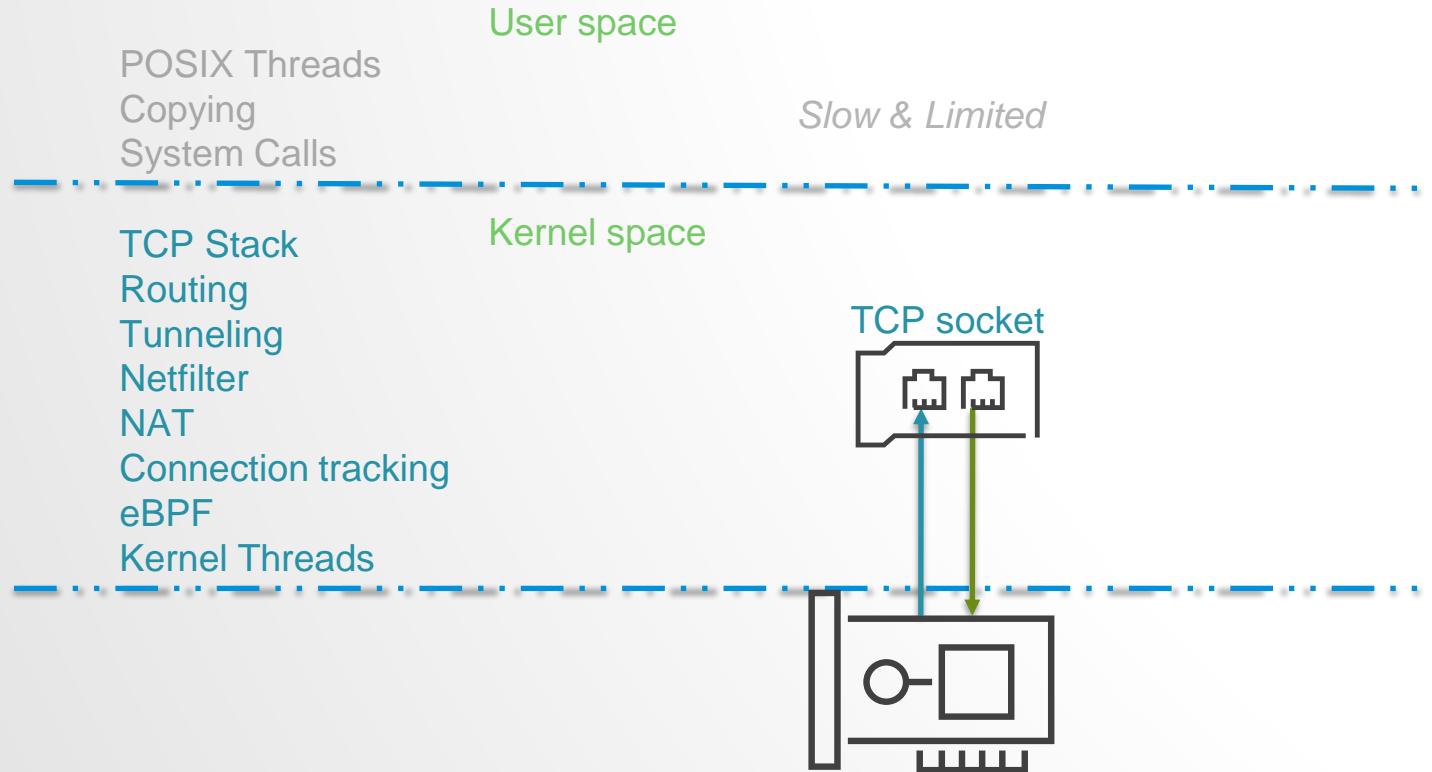 User space
POSIX Threads
Copying
System Calls
Slow & Limited
Kernel space
TCP Stack
Routing
Tunneling
Netfilter
NAT
Connection tracking
eBPF
Kernel Threads
TCP socket